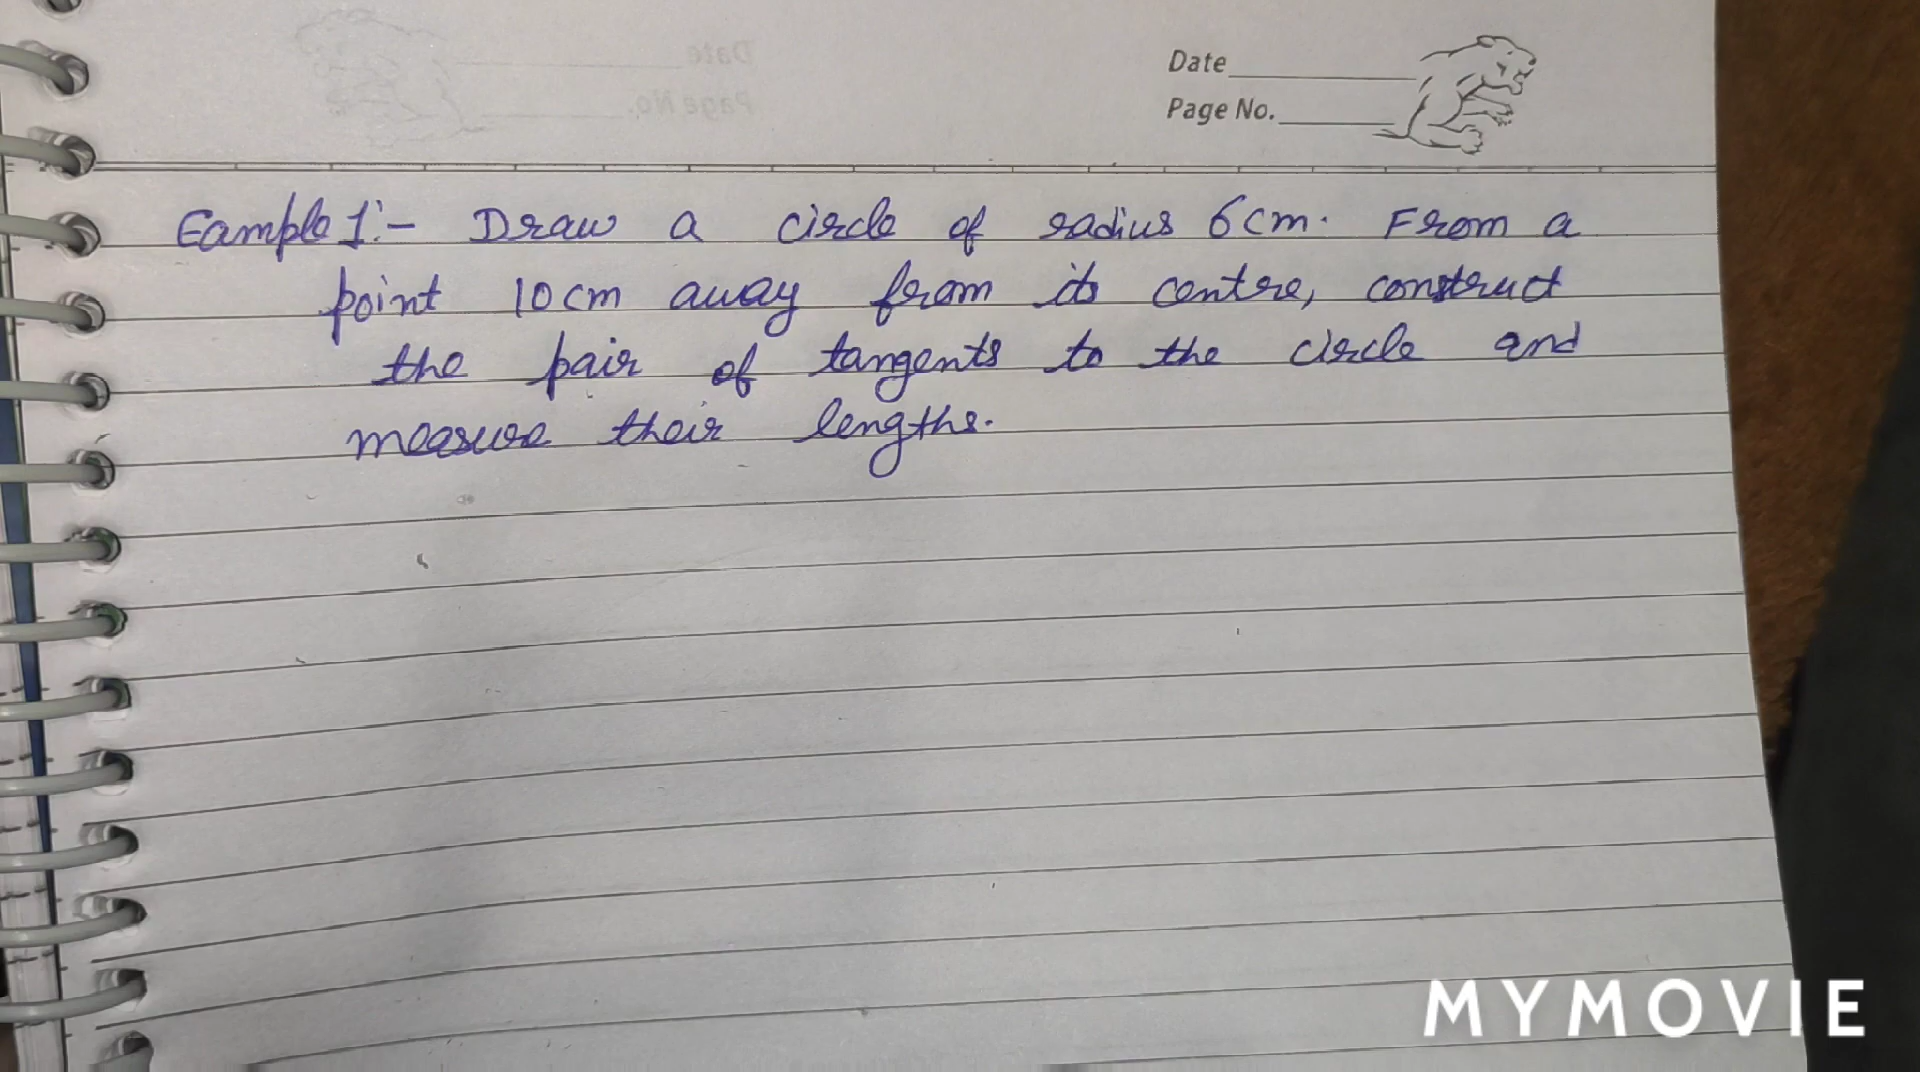 Date
Page No.
Eample 1:- Draw a circle of radius 6cm. From a
point 10cm away from its centre, construct
the pair of tangents to the circle and
measure their lengths.
MYMOVIE